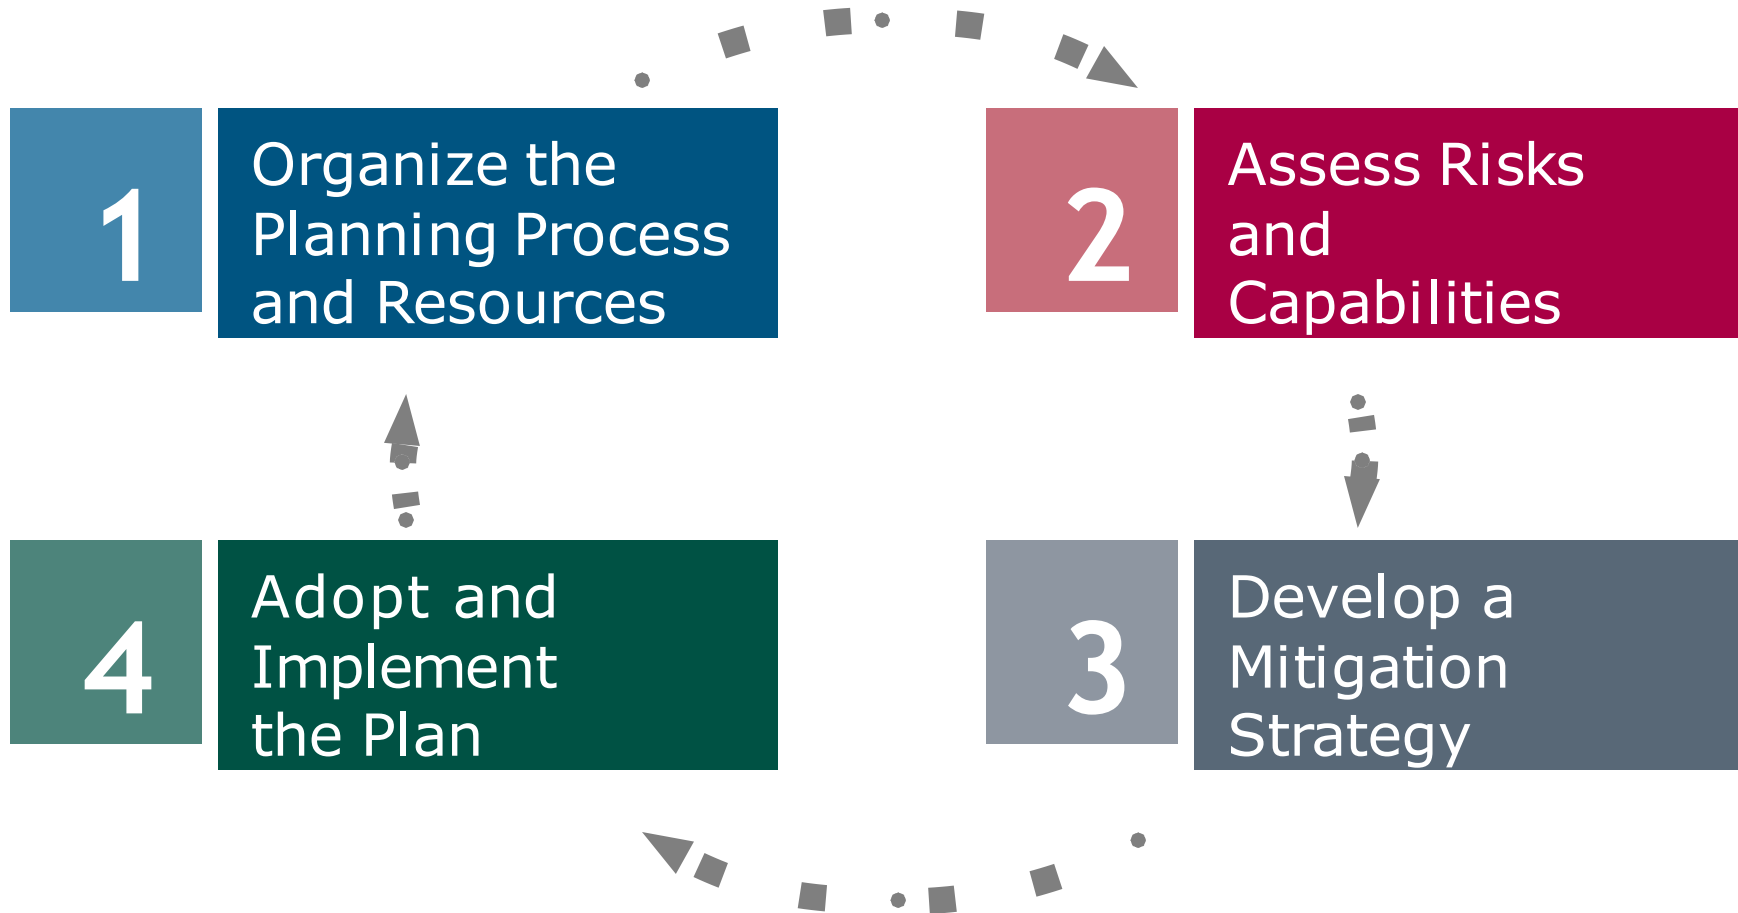 1
Organize the
Planning Process
and Resources
2
Assess Risks
and
Capabilities
4
Adopt and
Implement
the Plan
3
Develop a
Mitigation
Strategy